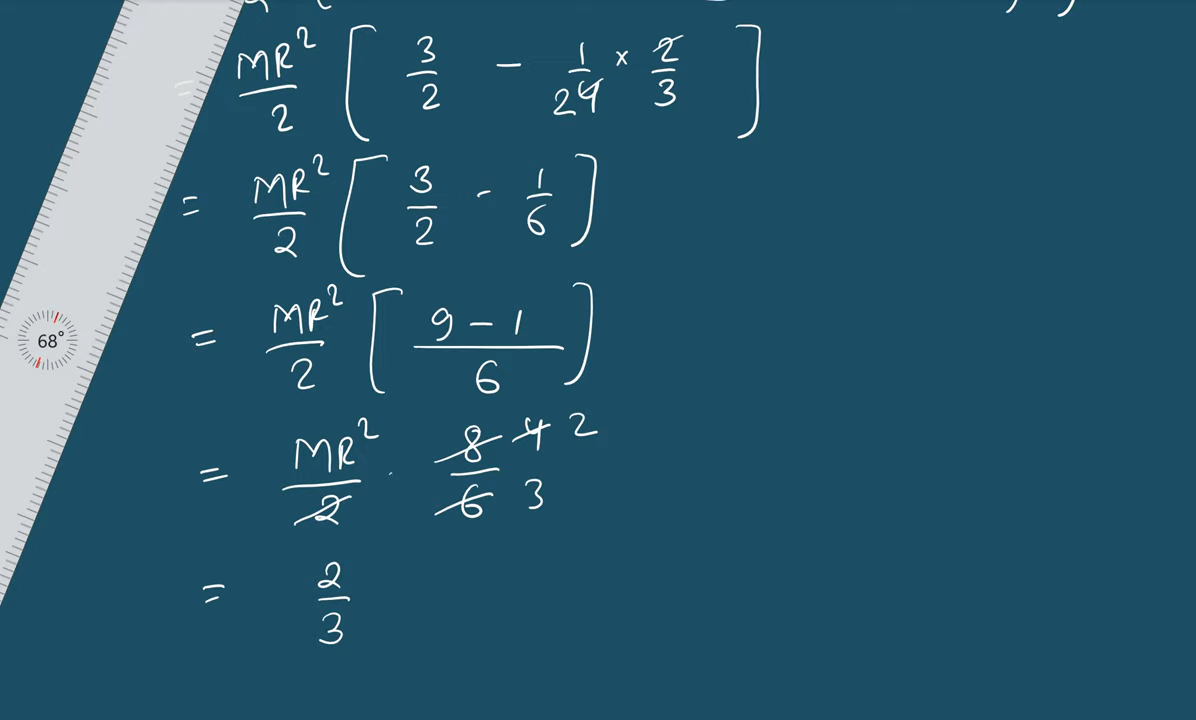 = MR²/2 [ 3/2 - 1/24 × 2/3 ]
= MR²/2 [ 3/2 - 1/6 ]
= MR²/2 [ 9-1/6 ]
68°
= MR²/2 · 8/6 4 2 3
= 2/3